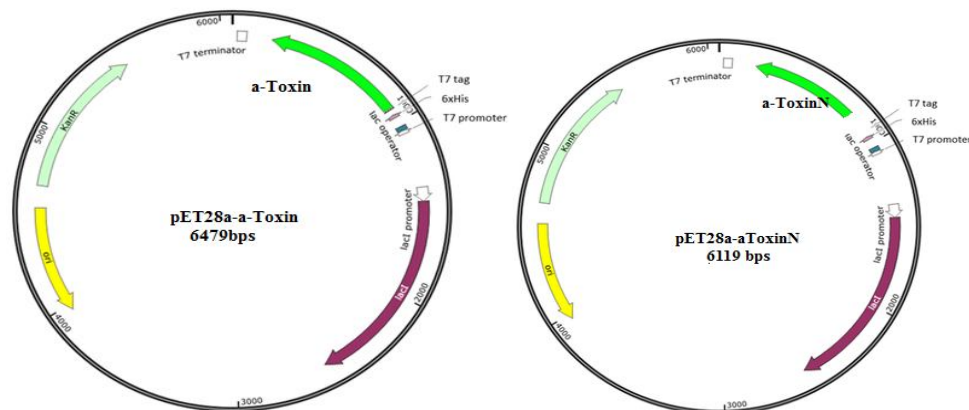 6000
T7 terminator
a-Toxin
T7 tag
6xHis
T7 promoter
lac operator
KanR
5000
pET28a-a-Toxin
6479bps
lacI promoter
ori
lacI
2000
4000
3000
6000
T7 terminator
a-ToxinN
T7 tag
6xHis
T7 promoter
lac operator
KanR
5000
pET28a-aToxinN
6119 bps
lacI promoter
ori
lacI
2000
4000
3000